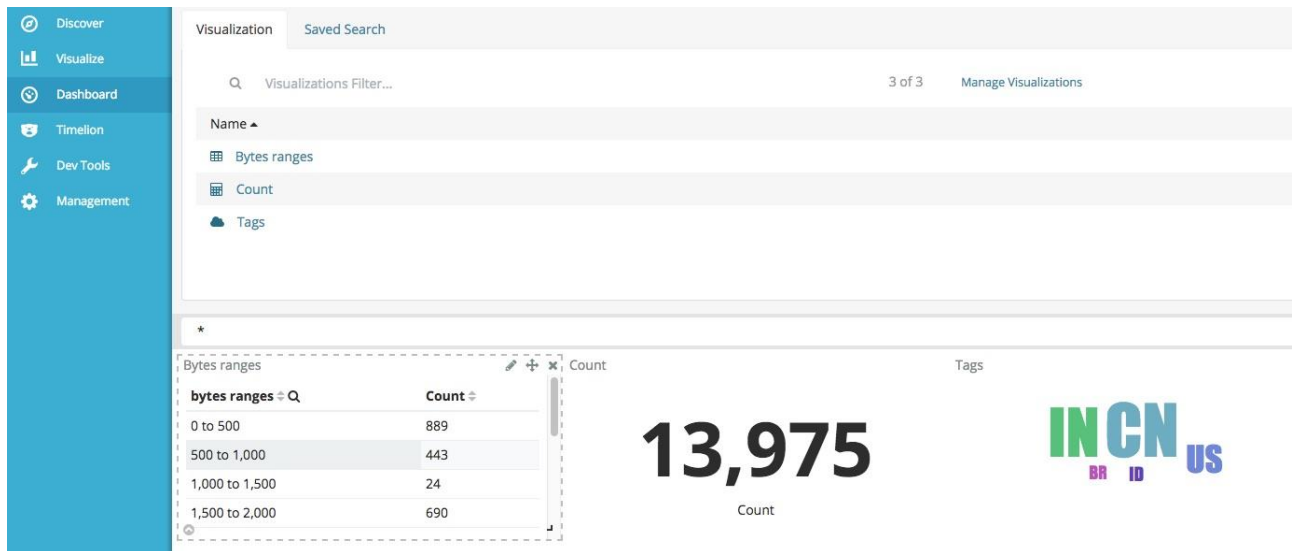 Discover
Visualize
Dashboard
Timelion
Dev Tools
Management
Visualization Saved Search
Visualizations Filter... 3 of 3 Manage Visualizations
Name
Bytes ranges
Count
Tags
*
Bytes ranges
bytes ranges Count
0 to 500 889
500 to 1,000 443
1,000 to 1,500 24
1,500 to 2,000 690
Count
13,975
Count
Tags
IN CN US
BR ID